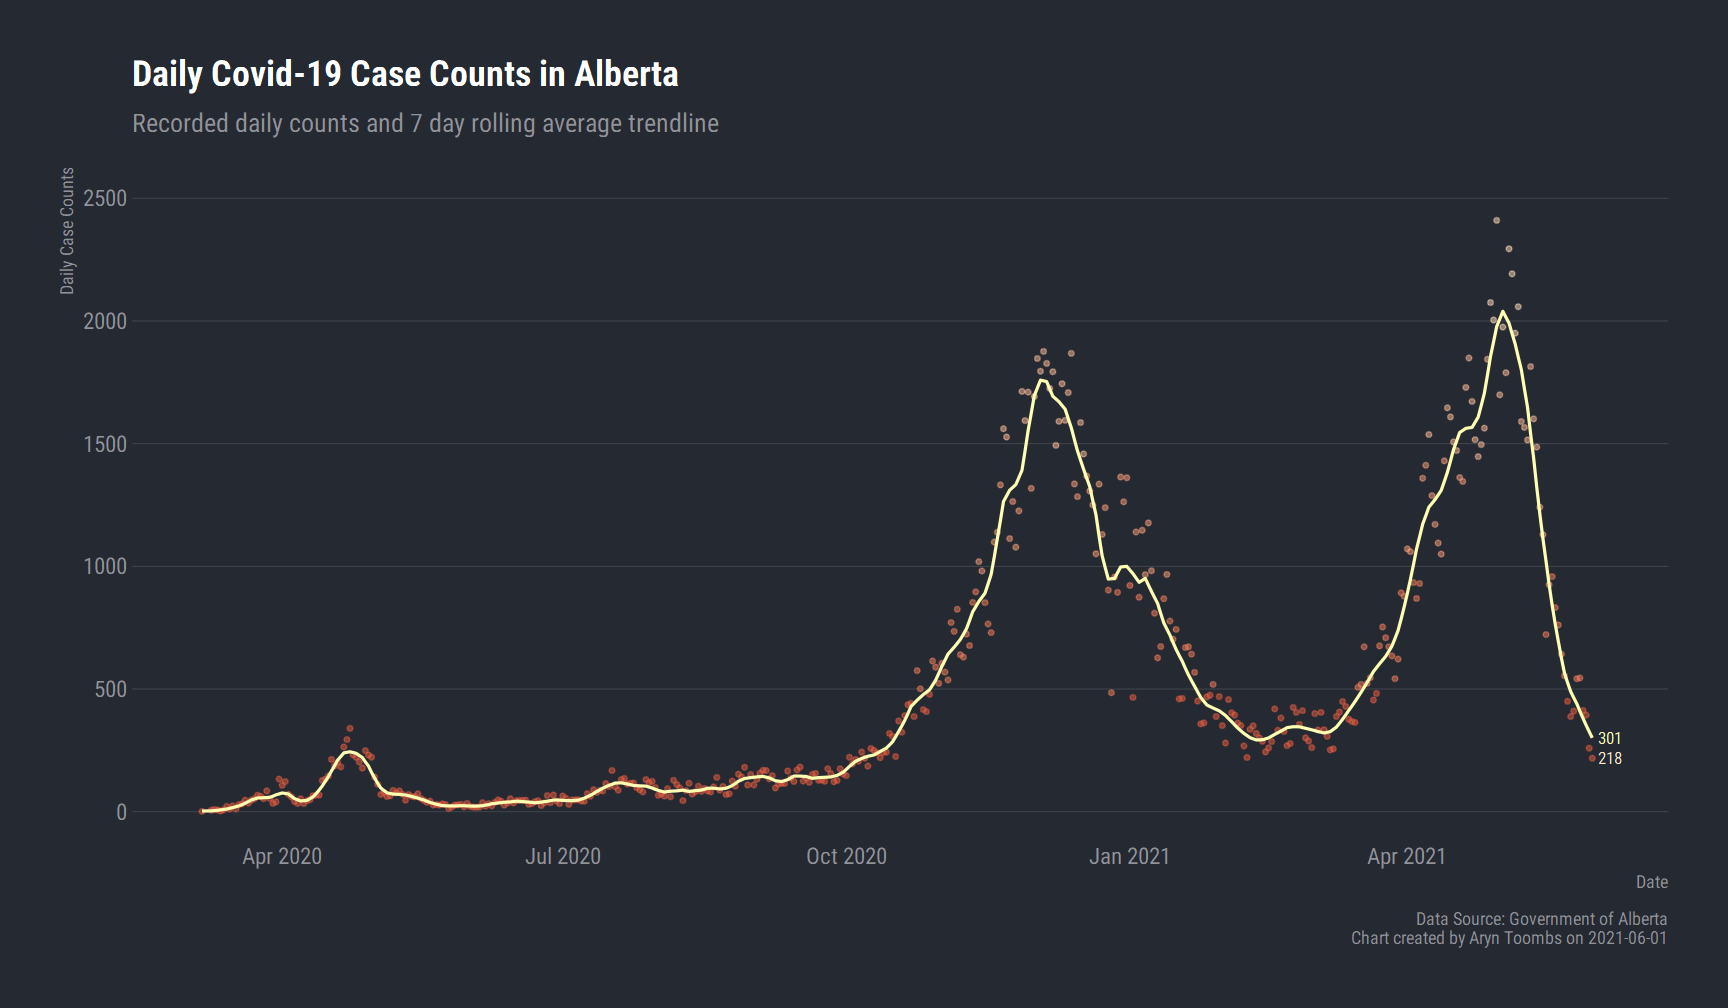 Daily Covid-19 Case Counts in Alberta
Recorded daily counts and 7 day rolling average trendline
Daily Case Counts
2500
2000
1500
1000
500
0
301
218
Apr 2020
Jul 2020
Oct 2020
Jan 2021
Apr 2021
Date
Data Source: Government of Alberta
Chart created by Aryn Toombs on 2021-06-01